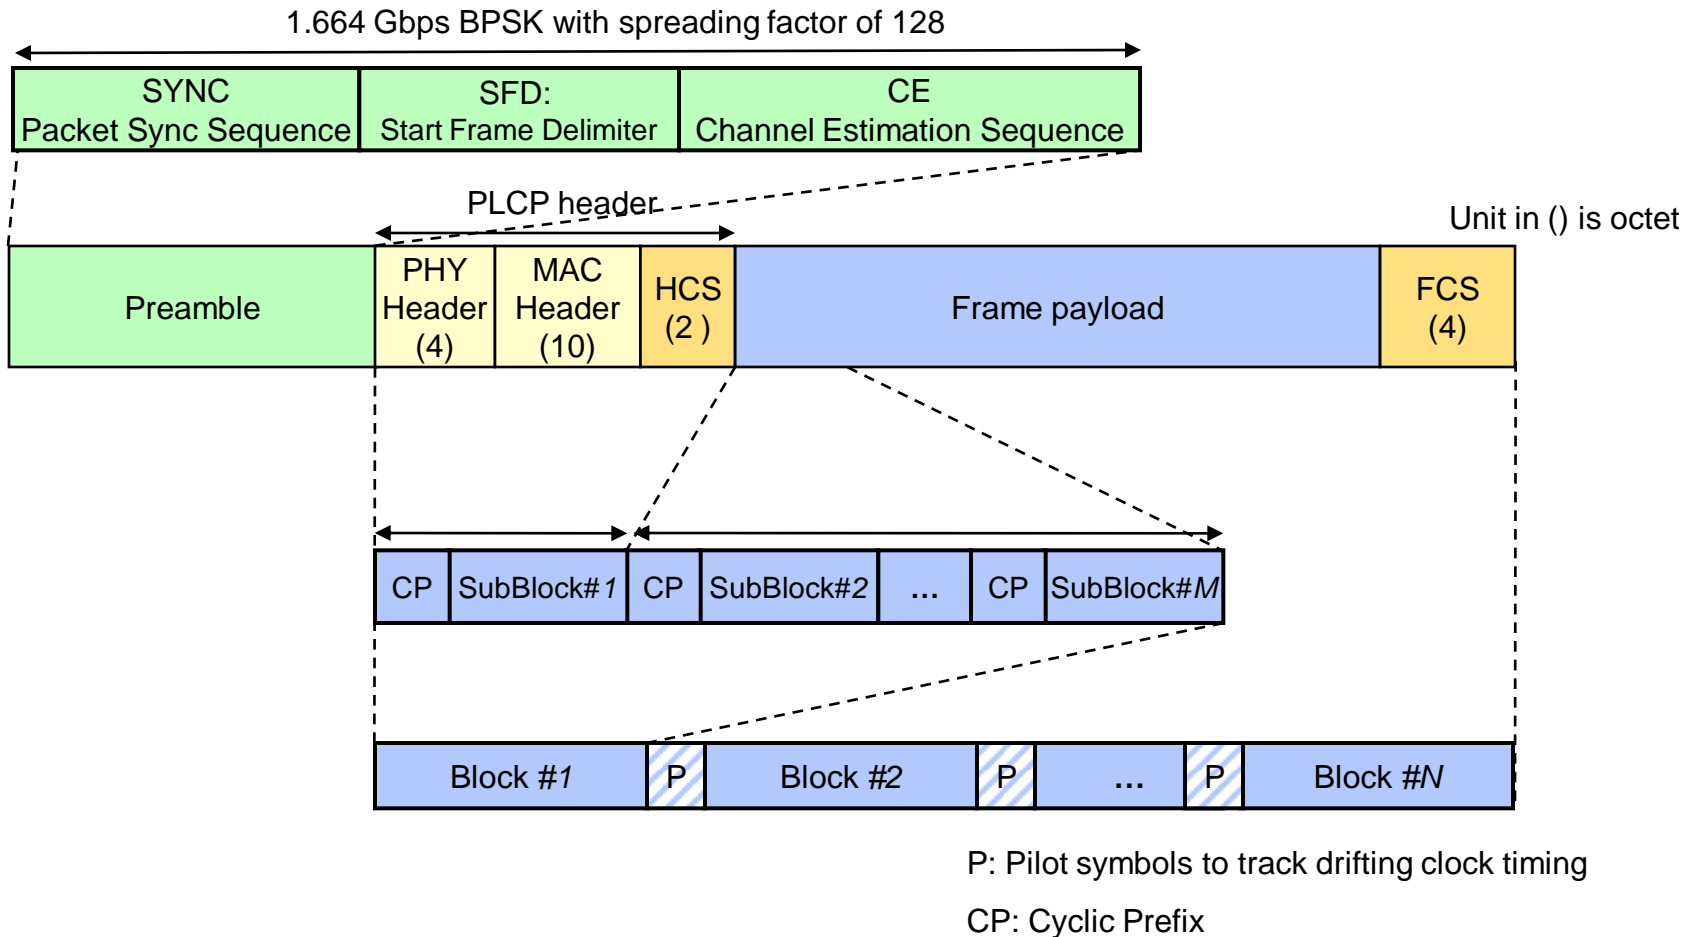 1.664 Gbps BPSK with spreading factor of 128
SYNC
Packet Sync Sequence
SFD:
Start Frame Delimiter
CE
Channel Estimation Sequence
PLCP header
Unit in () is octet
Preamble
PHY
Header
(4)
MAC
Header
(10)
HCS
(2 )
Frame payload
FCS
(4)
CP
SubBlock#1
CP
SubBlock#2
...
CP
SubBlock#M
Block #1
P
Block #2
P
...
P
Block #N
P: Pilot symbols to track drifting clock timing
CP: Cyclic Prefix